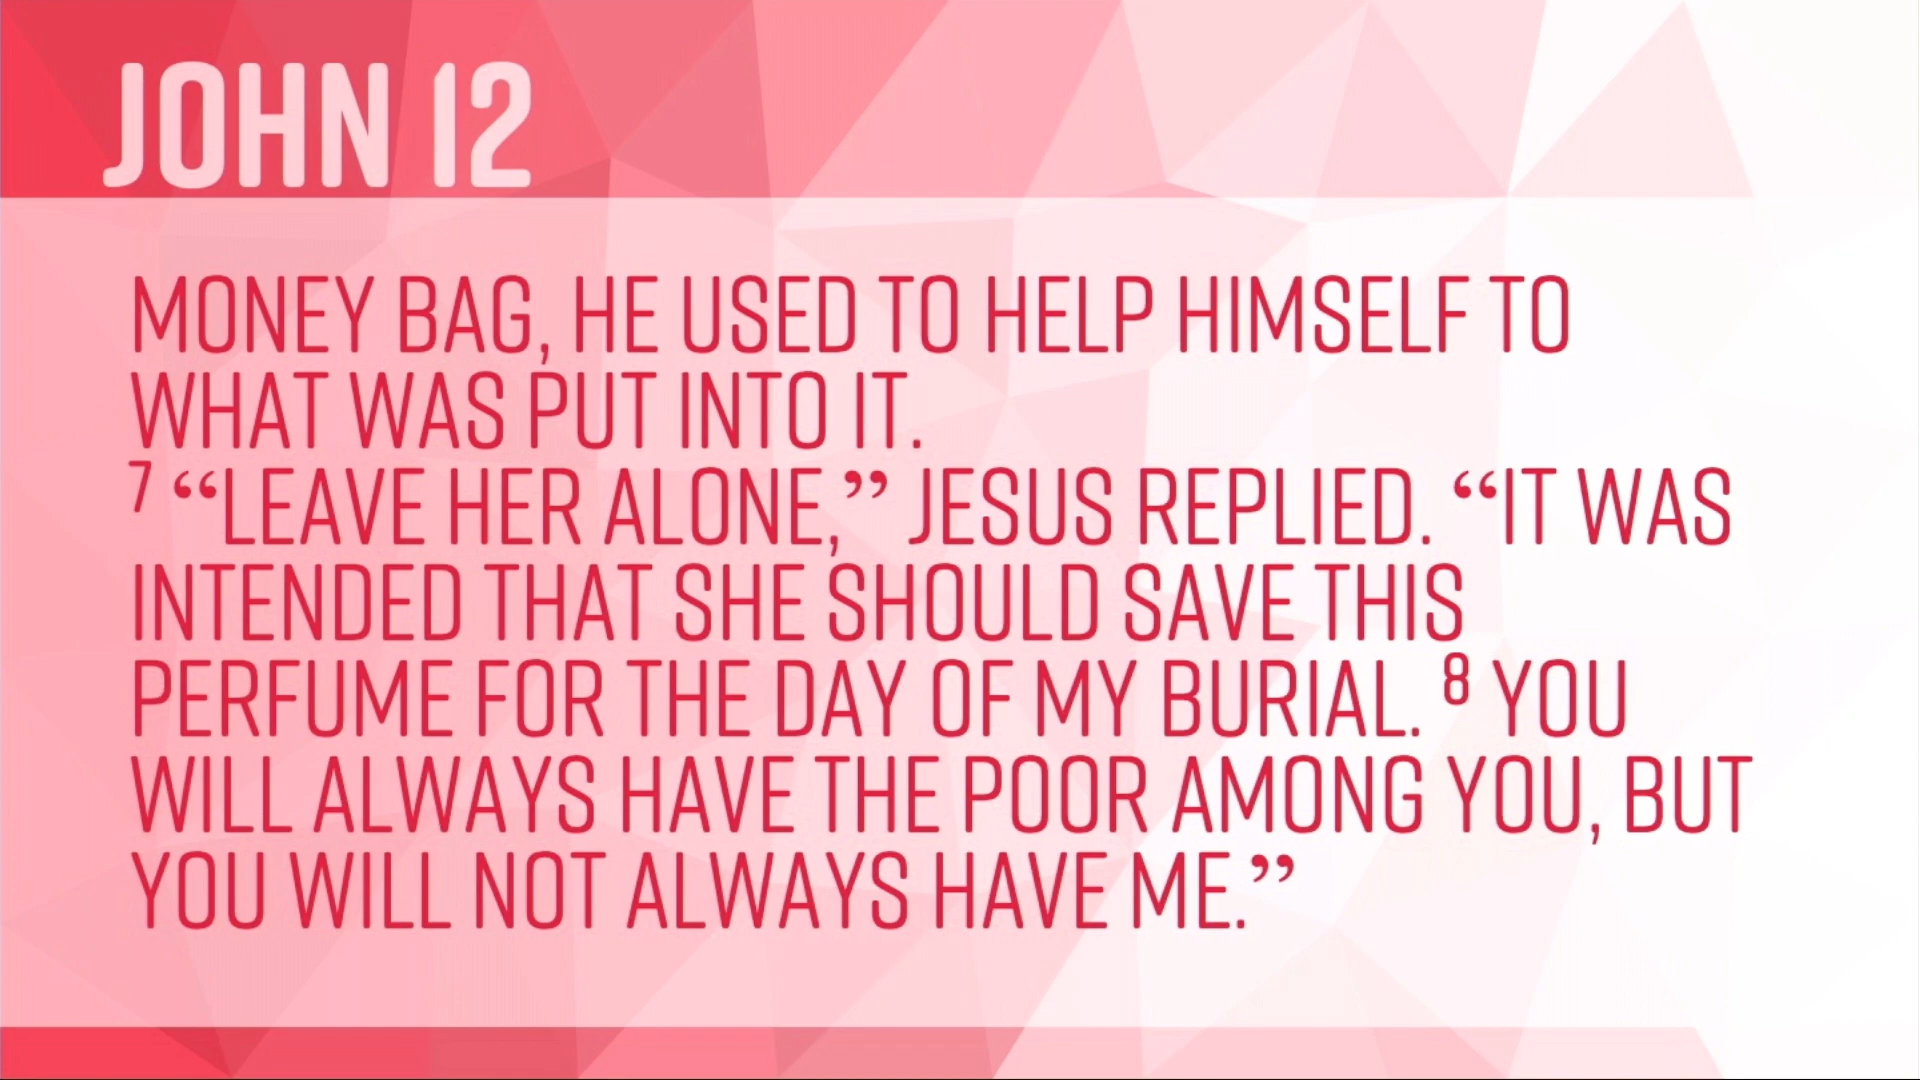 JOHN 12
MONEY BAG, HE USED TO HELP HIMSELF TO
WHAT WAS PUT INTO IT.
7 “LEAVE HER ALONE,” JESUS REPLIED. “IT WAS
INTENDED THAT SHE SHOULD SAVE THIS
PERFUME FOR THE DAY OF MY BURIAL. 8 YOU
WILL ALWAYS HAVE THE POOR AMONG YOU, BUT
YOU WILL NOT ALWAYS HAVE ME.”